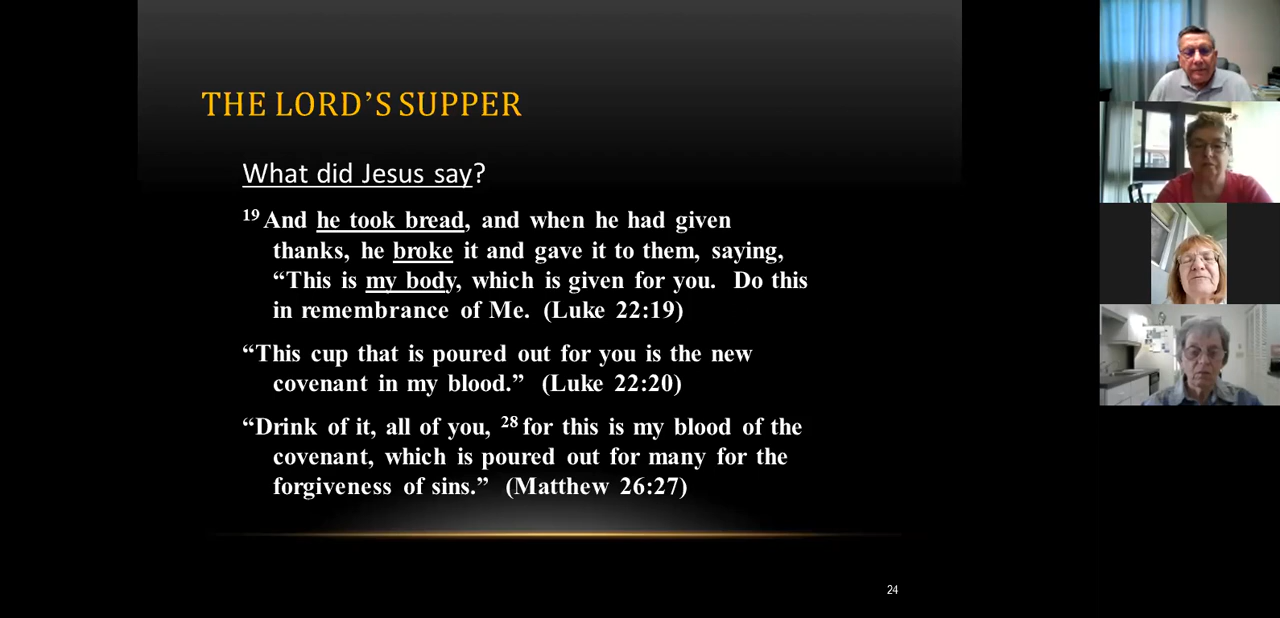 THE LORD’S SUPPER
What did Jesus say?
19 And he took bread, and when he had given
thanks, he broke it and gave it to them, saying,
“This is my body, which is given for you. Do this
in remembrance of Me. (Luke 22:19)
“This cup that is poured out for you is the new
covenant in my blood.” (Luke 22:20)
“Drink of it, all of you, 28 for this is my blood of the
covenant, which is poured out for many for the
forgiveness of sins.” (Matthew 26:27)
24